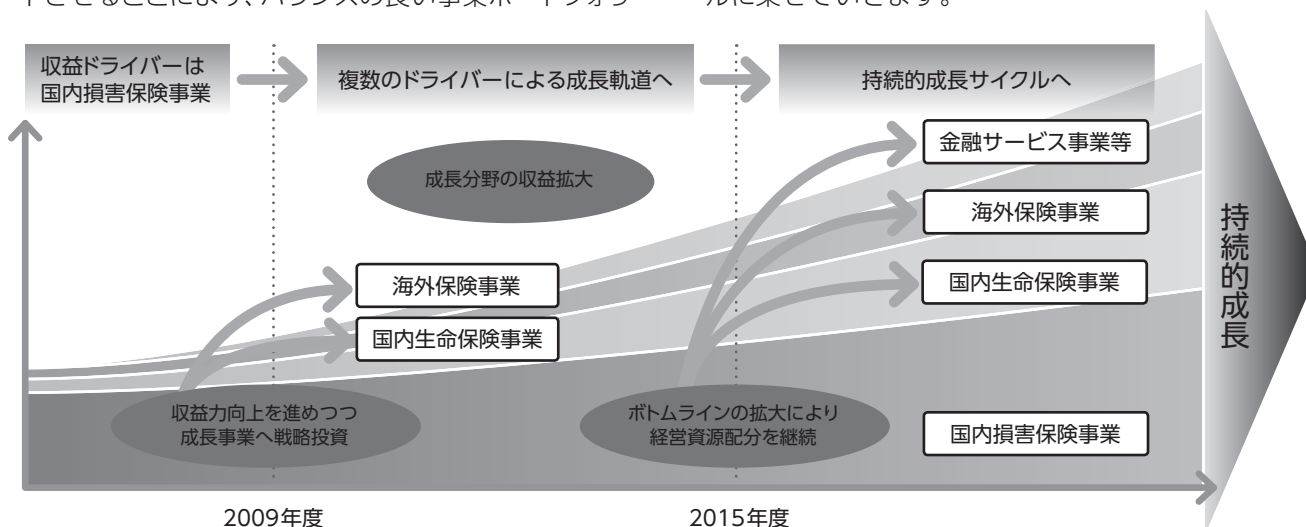 収益ドライバーは
国内損害保険事業
複数のドライバーによる成長軌道へ
持続的成長サイクルへ
金融サービス事業等
成長分野の収益拡大
海外保険事業
持続的成長
海外保険事業
国内生命保険事業
国内生命保険事業
収益力向上を進めつつ
成長事業へ戦略投資
ボトムラインの拡大により
経営資源配分を継続
国内損害保険事業
2009年度
2015年度